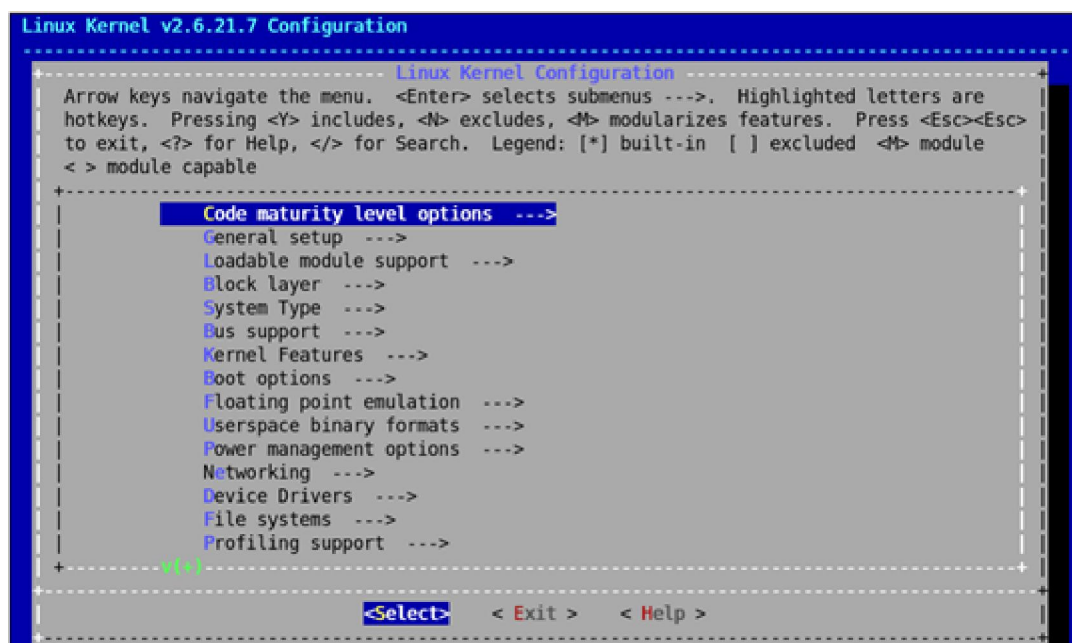 Linux Kernel v2.6.21.7 Configuration
Linux Kernel Configuration
Arrow keys navigate the menu.  <Enter> selects submenus --->.  Highlighted letters are
hotkeys.  Pressing <Y> includes, <N> excludes, <M> modularizes features.  Press <Esc><Esc>
to exit, <?> for Help, </> for Search.  Legend: [*] built-in  [ ] excluded  <M> module
< > module capable
Code maturity level options  --->
General setup  --->
Loadable module support  --->
Block layer  --->
System Type  --->
Bus support  --->
Kernel Features  --->
Boot options  --->
Floating point emulation  --->
Userspace binary formats  --->
Power management options  --->
Networking  --->
Device Drivers  --->
File systems  --->
Profiling support  --->
v(+)
<Select>    < Exit >    < Help >